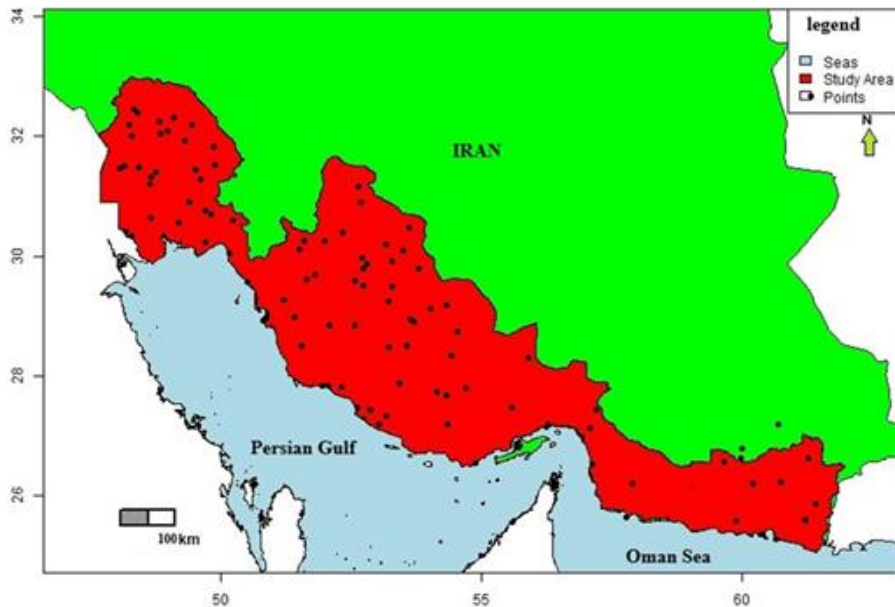 34
32
30
28
26
50
55
60
legend
Seas
Study Area
Points
N
IRAN
Persian Gulf
Oman Sea
100km